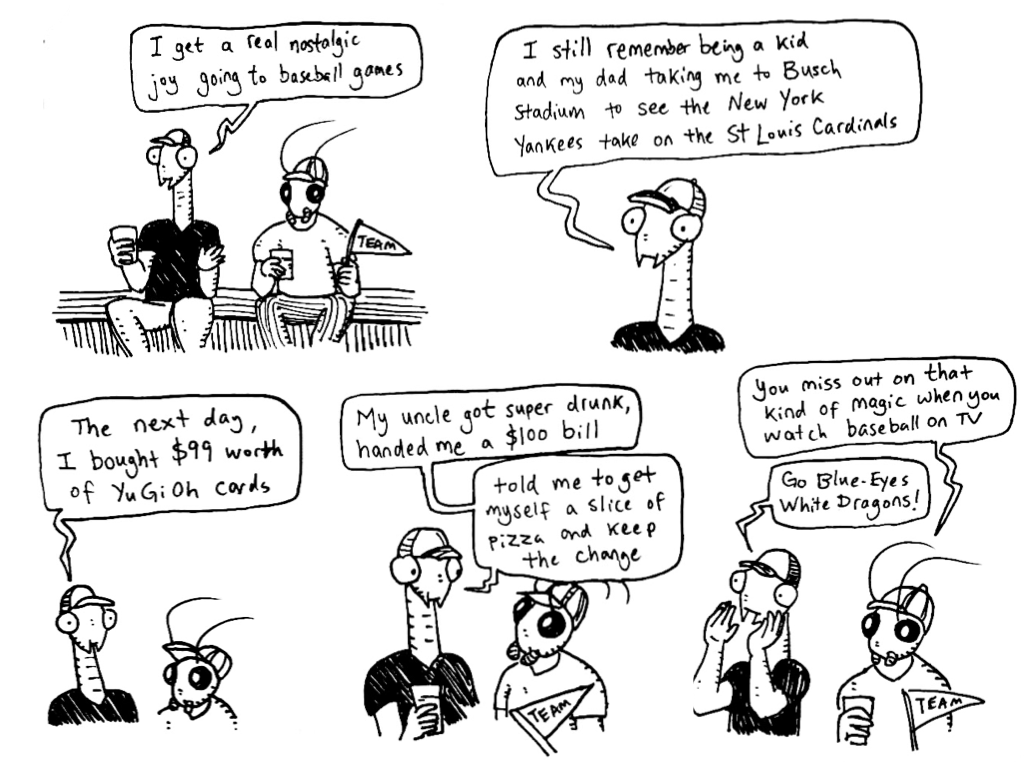 I get a real nostalgic
joy going to baseball games
TEAM
I still remember being a kid
and my dad taking me to Busch
Stadium to see the New York
Yankees take on the St Louis Cardinals
The next day,
I bought $99 worth
of YuGiOh cards
My uncle got super drunk,
handed me a $100 bill
told me to get
myself a slice of
pizza and keep
the change
TEAM
You miss out on that
kind of magic when you
watch baseball on TV
Go Blue-Eyes
White Dragons!
TEAM